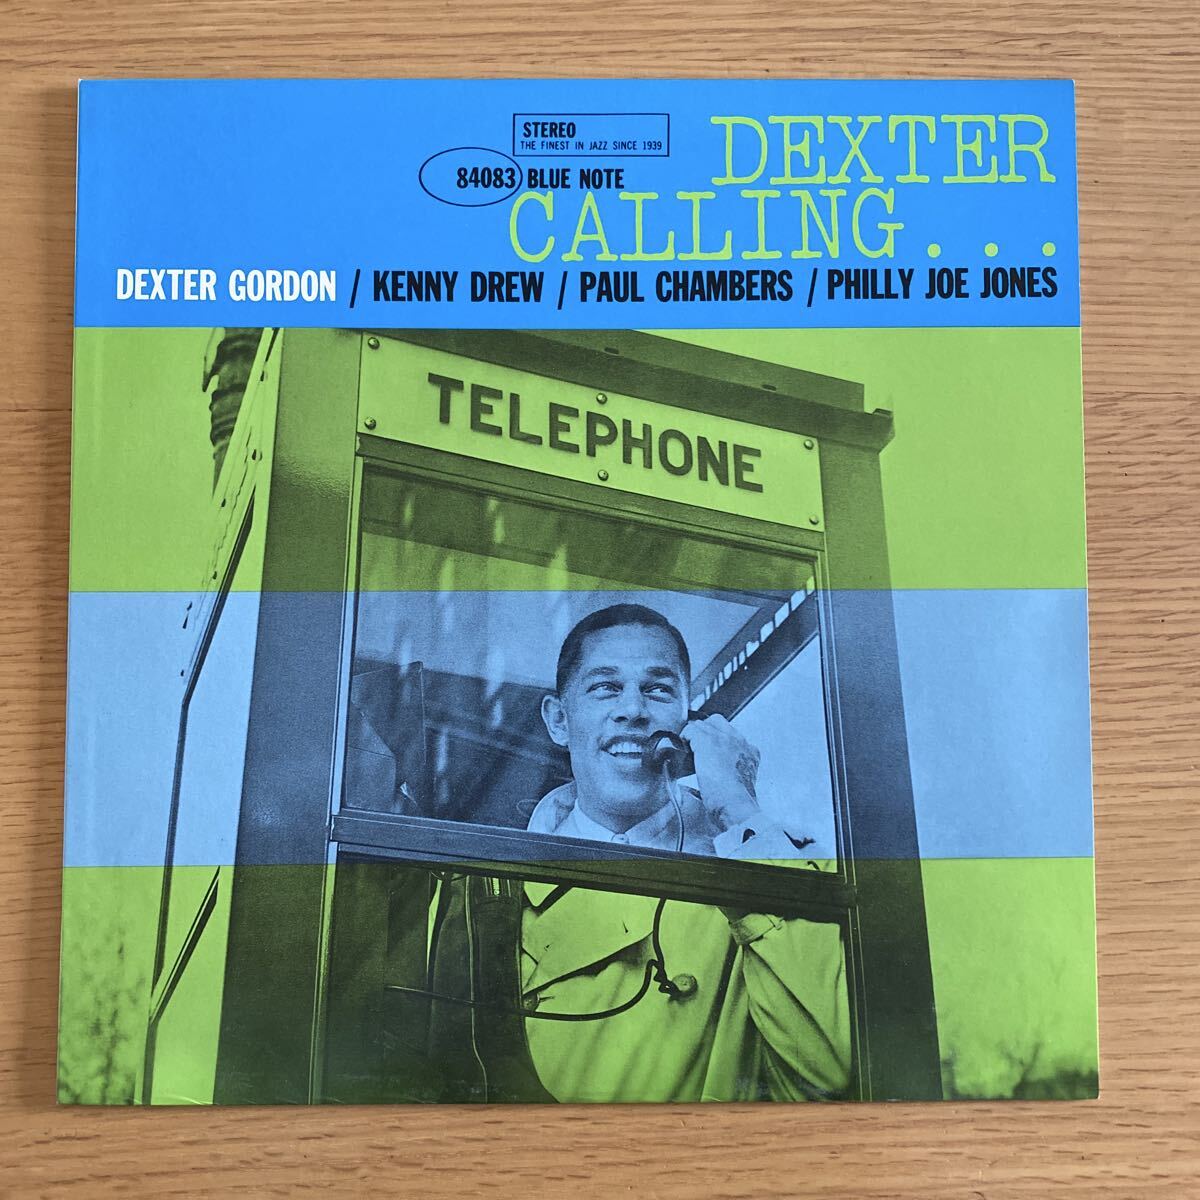 STEREO
THE FINEST IN JAZZ SINCE 1939
84083 BLUE NOTE
DEXTER
CALLING...
DEXTER GORDON / KENNY DREW / PAUL CHAMBERS / PHILLY JOE JONES
TELEPHONE